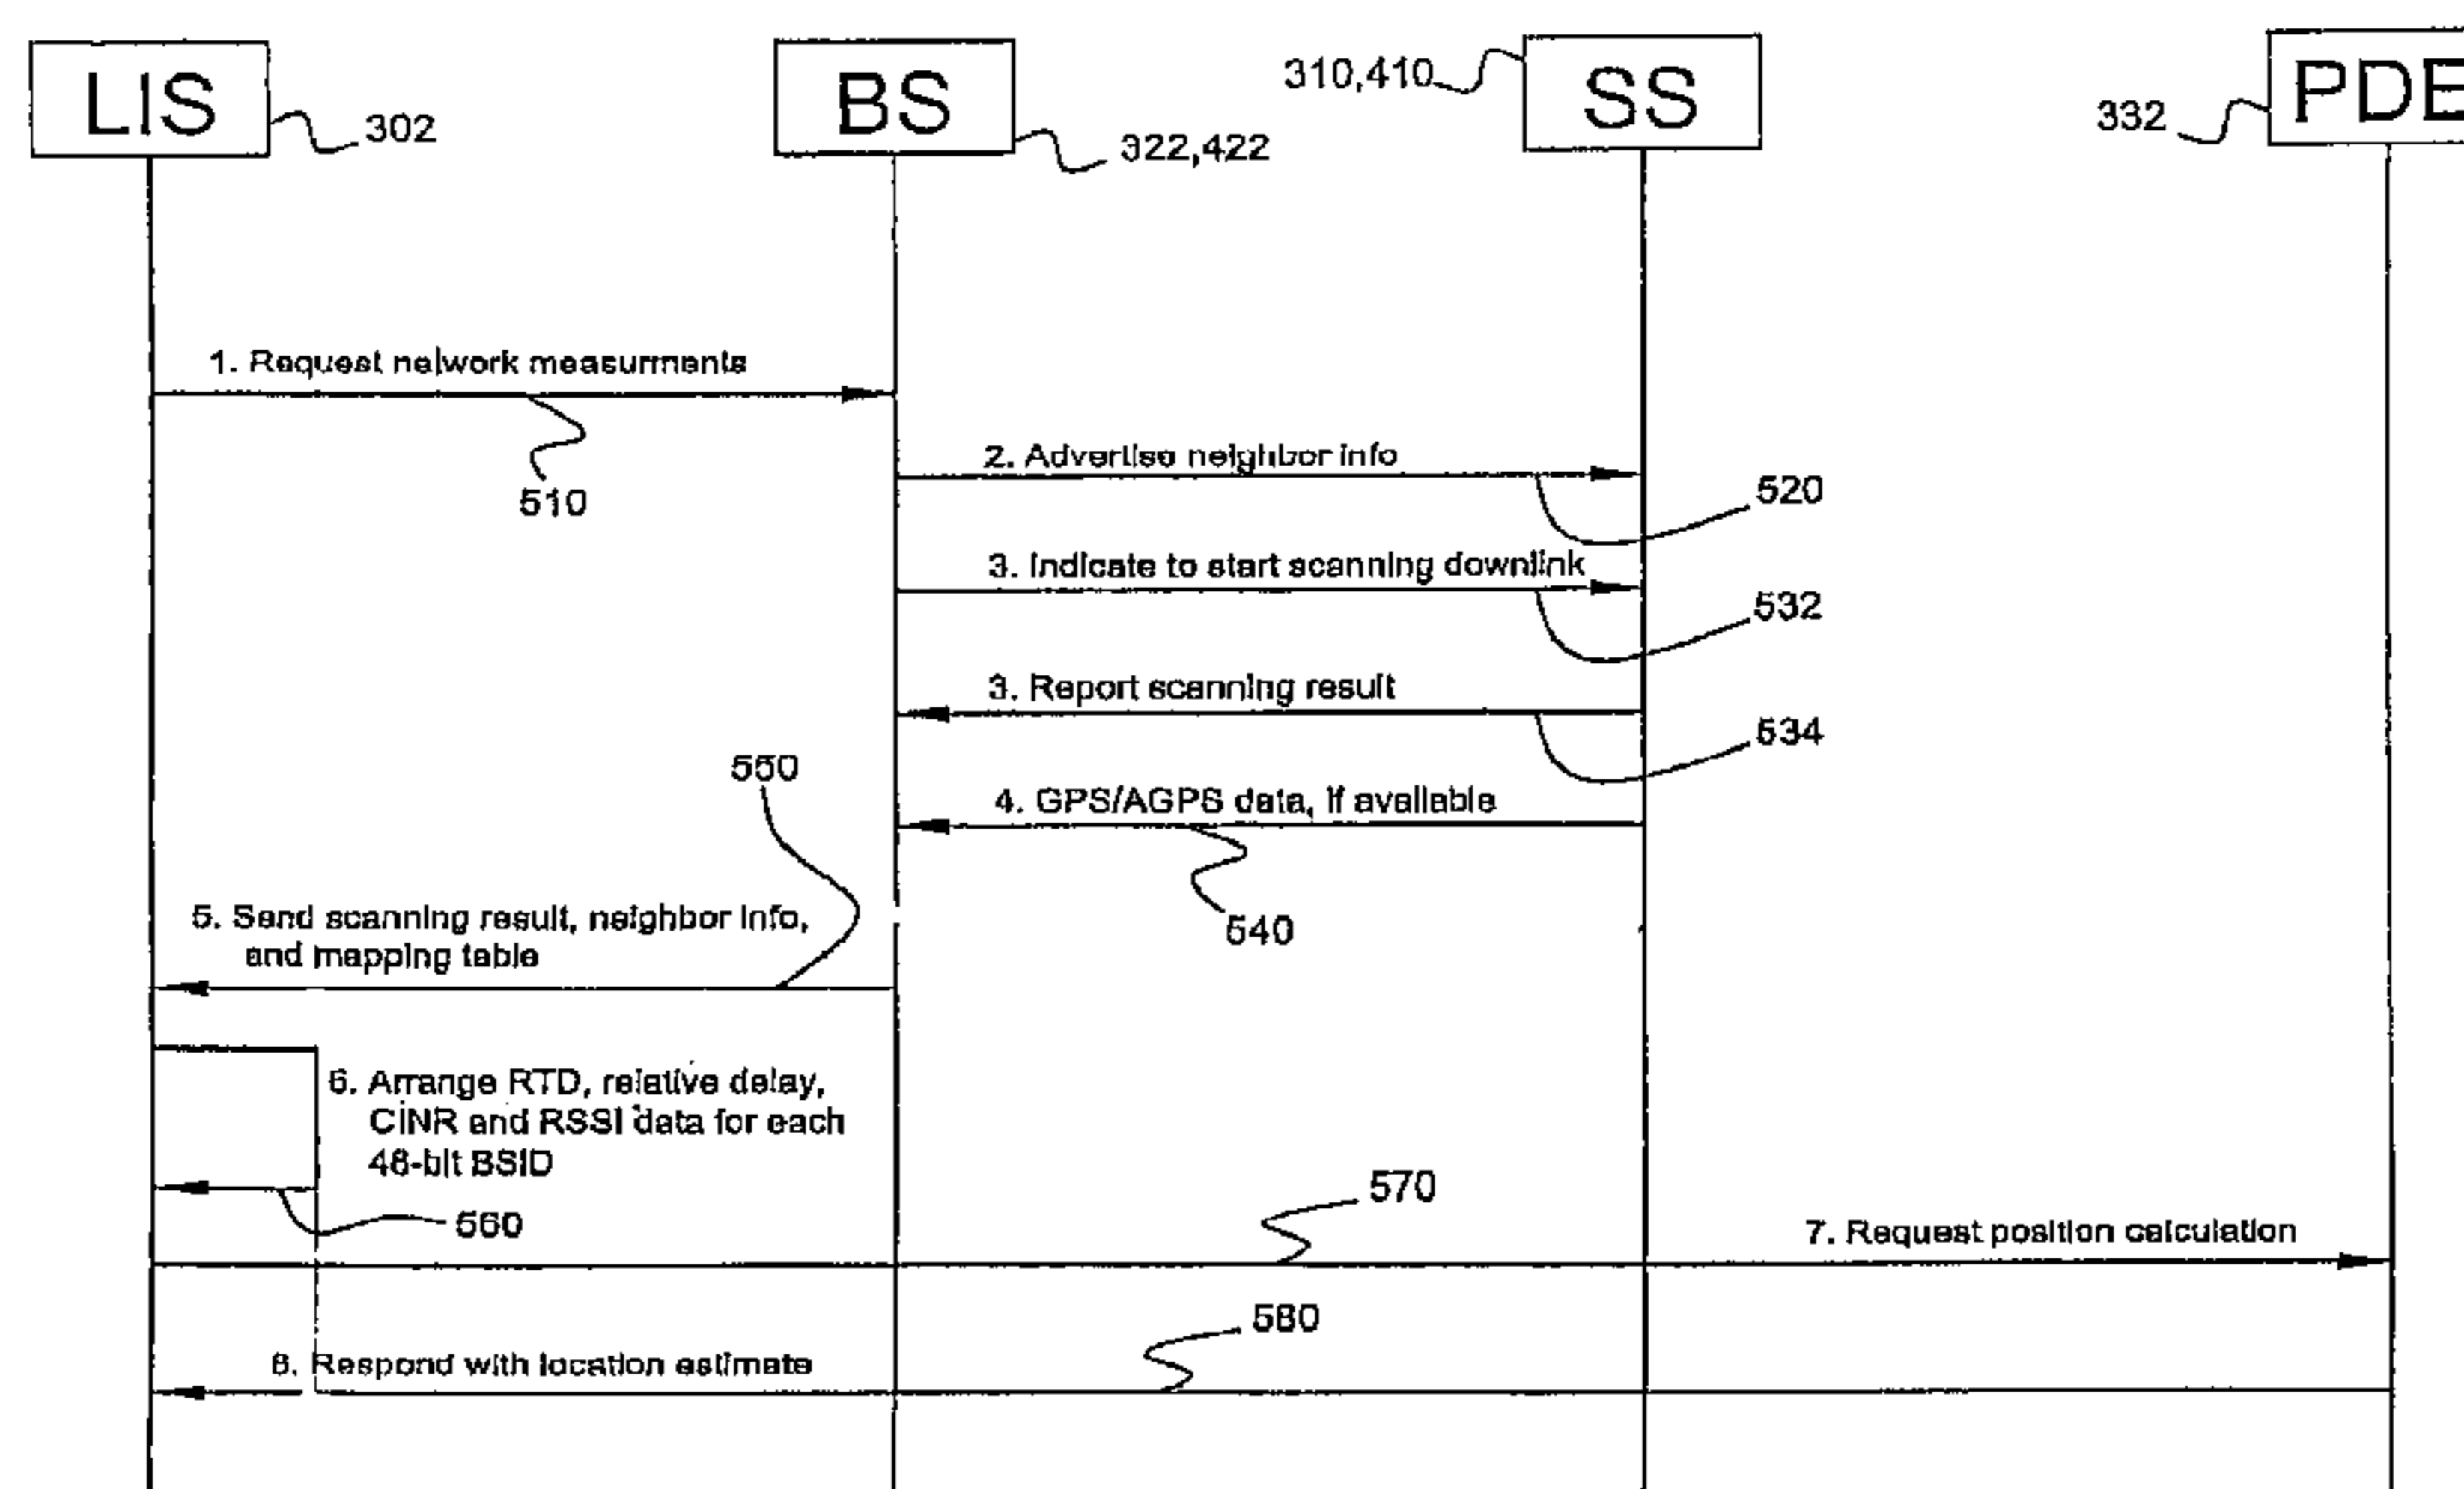 LIS
302
BS
322,422
310,410
SS
332
PDE
1. Request network measurments
510
2. Advertise neighbor info
520
3. Indicate to start scanning downlink
532
3. Report scanning result
534
550
4. GPS/AGPS data, if available
540
5. Send scanning result, neighbor info,
and mapping table
6. Arrange RTD, relative delay,
CINR and RSSI data for each
48-bit BSID
560
570
7. Request position calculation
580
8. Respond with location estimate